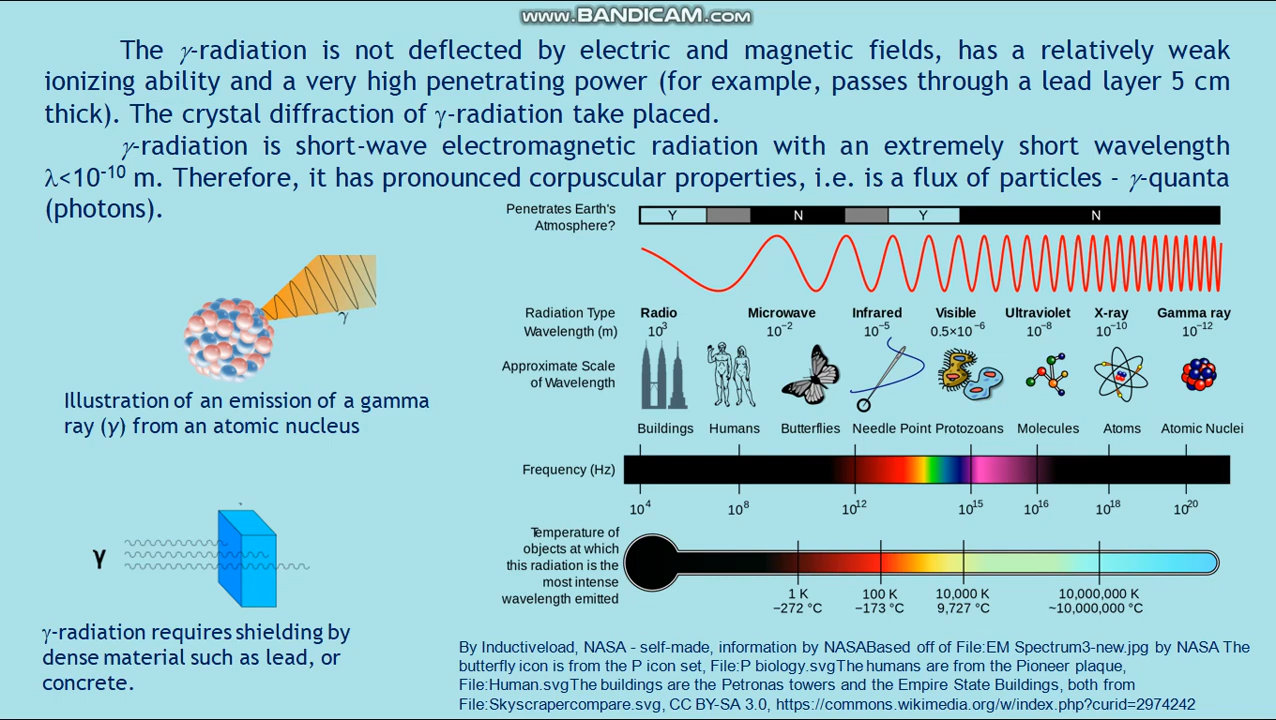 www.BANDICAM.com
The γ-radiation is not deflected by electric and magnetic fields, has a relatively weak
ionizing ability and a very high penetrating power (for example, passes through a lead layer 5 cm
thick). The crystal diffraction of γ-radiation take placed.
γ-radiation is short-wave electromagnetic radiation with an extremely short wavelength
λ<10⁻¹⁰ m. Therefore, it has pronounced corpuscular properties, i.e. is a flux of particles - γ-quanta
(photons).
Penetrates Earth's
Atmosphere?
Y N Y N
Radiation Type
Radio Microwave Infrared Visible Ultraviolet X-ray Gamma ray
Wavelength (m)
10³ 10⁻² 10⁻⁵ 0.5×10⁻⁶ 10⁻⁸ 10⁻¹⁰ 10⁻¹²
Approximate Scale
of Wavelength
Buildings Humans Butterflies Needle Point Protozoans Molecules Atoms Atomic Nuclei
Frequency (Hz)
10⁴ 10⁸ 10¹² 10¹⁵ 10¹⁶ 10¹⁸ 10²⁰
Temperature of
objects at which
this radiation is the
most intense
wavelength emitted
1 K 100 K 10,000 K 10,000,000 K
−272 °C −173 °C 9,727 °C ~10,000,000 °C
γ
Illustration of an emission of a gamma
ray (γ) from an atomic nucleus
γ
γ-radiation requires shielding by
dense material such as lead, or
concrete.
By Inductiveload, NASA - self-made, information by NASABased off of File:EM Spectrum3-new.jpg by NASA The
butterfly icon is from the P icon set, File:P biology.svgThe humans are from the Pioneer plaque,
File:Human.svgThe buildings are the Petronas towers and the Empire State Buildings, both from
File:Skyscrapercompare.svg, CC BY-SA 3.0, https://commons.wikimedia.org/w/index.php?curid=2974242